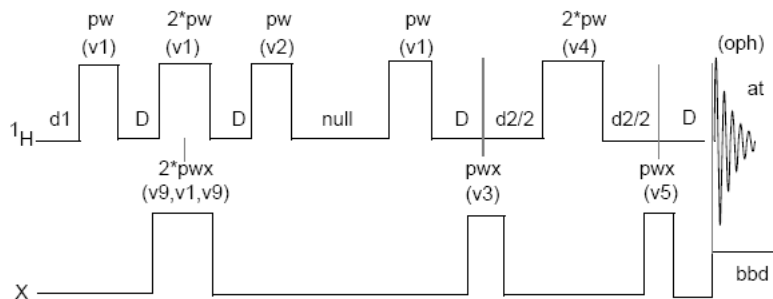 pw 2*pw pw pw 2*pw
(v1) (v1) (v2) (v1) (v4) (oph)
at
¹H d1 D D null D d2/2 d2/2 D
2*pwx pwx pwx
(v9,v1,v9) (v3) (v5)
X bbd